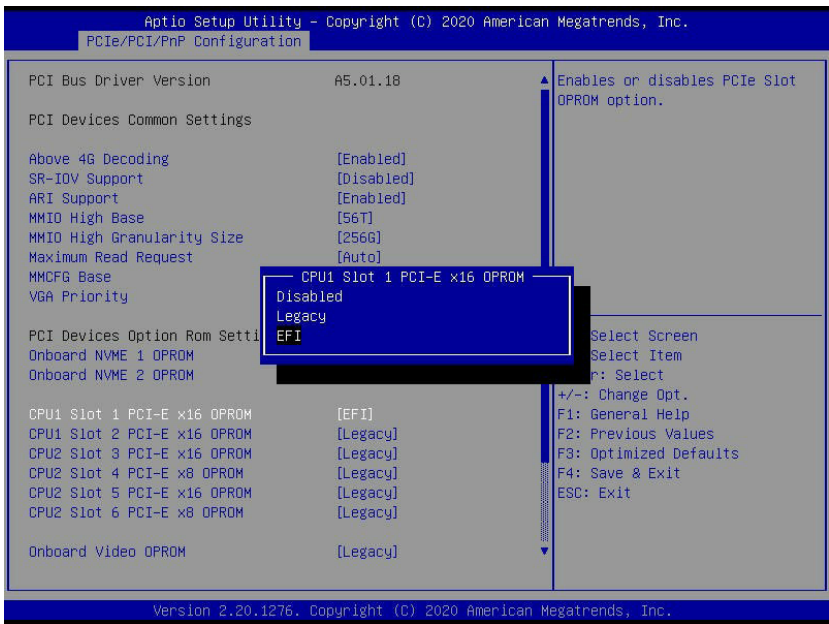 Aptio Setup Utility – Copyright (C) 2020 American Megatrends, Inc.
PCIe/PCI/PnP Configuration
PCI Bus Driver Version A5.01.18
PCI Devices Common Settings
Above 4G Decoding [Enabled]
SR-IOV Support [Disabled]
ARI Support [Enabled]
MMIO High Base [56T]
MMIO High Granularity Size [256G]
Maximum Read Request [Auto]
MMCFG Base
VGA Priority
PCI Devices Option Rom Setti
Onboard NVME 1 OPROM
Onboard NVME 2 OPROM
CPU1 Slot 1 PCI-E x16 OPROM [EFI]
CPU1 Slot 2 PCI-E x16 OPROM [Legacy]
CPU2 Slot 3 PCI-E x16 OPROM [Legacy]
CPU2 Slot 4 PCI-E x8 OPROM [Legacy]
CPU2 Slot 5 PCI-E x16 OPROM [Legacy]
CPU2 Slot 6 PCI-E x8 OPROM [Legacy]
Onboard Video OPROM [Legacy]
CPU1 Slot 1 PCI-E x16 OPROM
Disabled
Legacy
EFI
Enables or disables PCIe Slot
OPROM option.
Select Screen
Select Item
r: Select
+/-: Change Opt.
F1: General Help
F2: Previous Values
F3: Optimized Defaults
F4: Save & Exit
ESC: Exit
Version 2.20.1276. Copyright (C) 2020 American Megatrends, Inc.